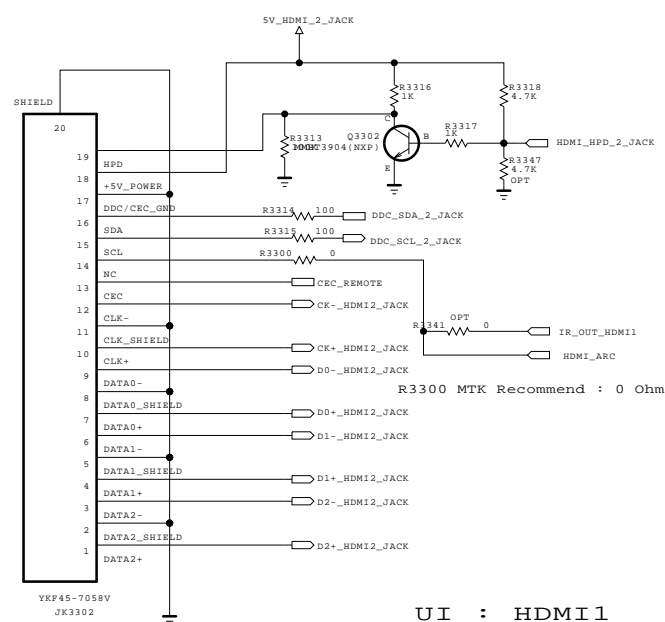 5V_HDMI_2_JACK
SHIELD
20
R3316
1K
R3318
4.7K
R3317
1K
R3313
Q3302
MMBT3904(NXP)
C
B
E
HDMI_HPD_2_JACK
R3347
4.7K
OPT
19
HPD
18
+5V_POWER
17
DDC/CEC_GND
R3314 100
DDC_SDA_2_JACK
16
SDA
R3315 100
DDC_SCL_2_JACK
15
SCL
R3300 0
14
NC
CEC_REMOTE
13
CEC
CK-_HDMI2_JACK
12
CLK-
OPT
R3341 0
IR_OUT_HDMI1
11
CLK_SHIELD
CK+_HDMI2_JACK
HDMI_ARC
10
CLK+
D0-_HDMI2_JACK
9
DATA0-
R3300 MTK Recommend : 0 Ohm
8
DATA0_SHIELD
D0+_HDMI2_JACK
7
DATA0+
D1-_HDMI2_JACK
6
DATA1-
5
DATA1_SHIELD
D1+_HDMI2_JACK
4
DATA1+
D2-_HDMI2_JACK
3
DATA2-
2
DATA2_SHIELD
D2+_HDMI2_JACK
1
DATA2+
YKF45-7058V
JK3302
UI : HDMI1